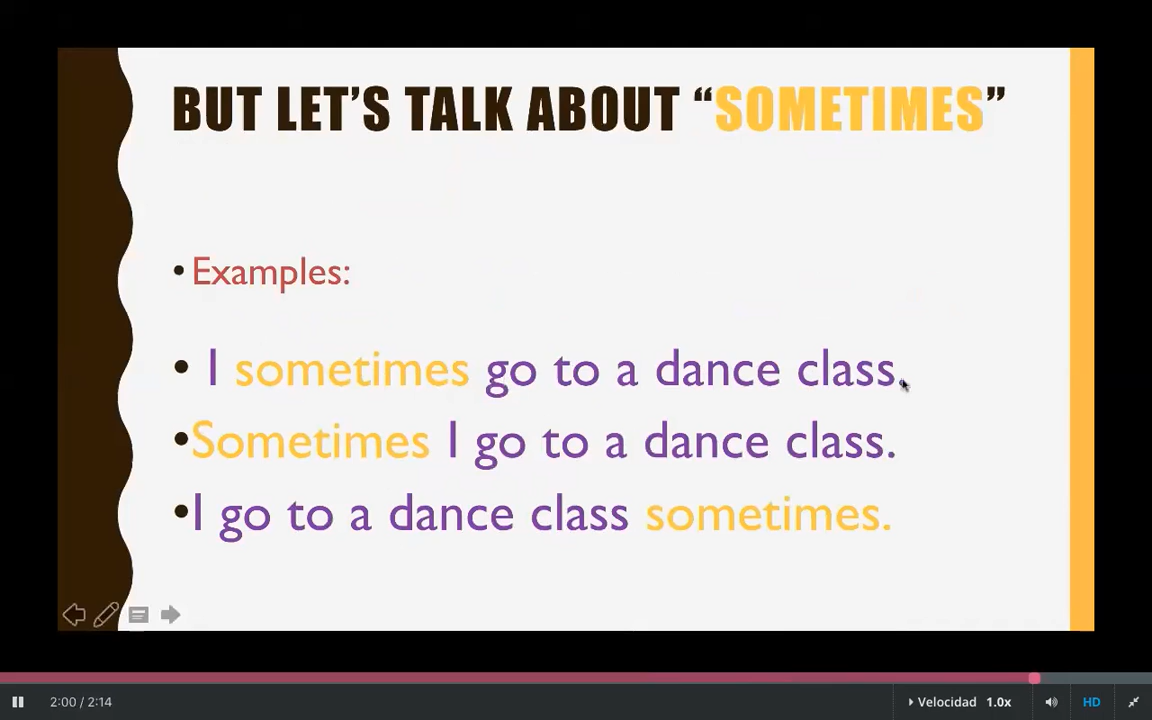 BUT LET'S TALK ABOUT “SOMETIMES”
• Examples:
• I sometimes go to a dance class.
•Sometimes I go to a dance class.
•I go to a dance class sometimes.
2:00 / 2:14
Velocidad 1.0x
HD